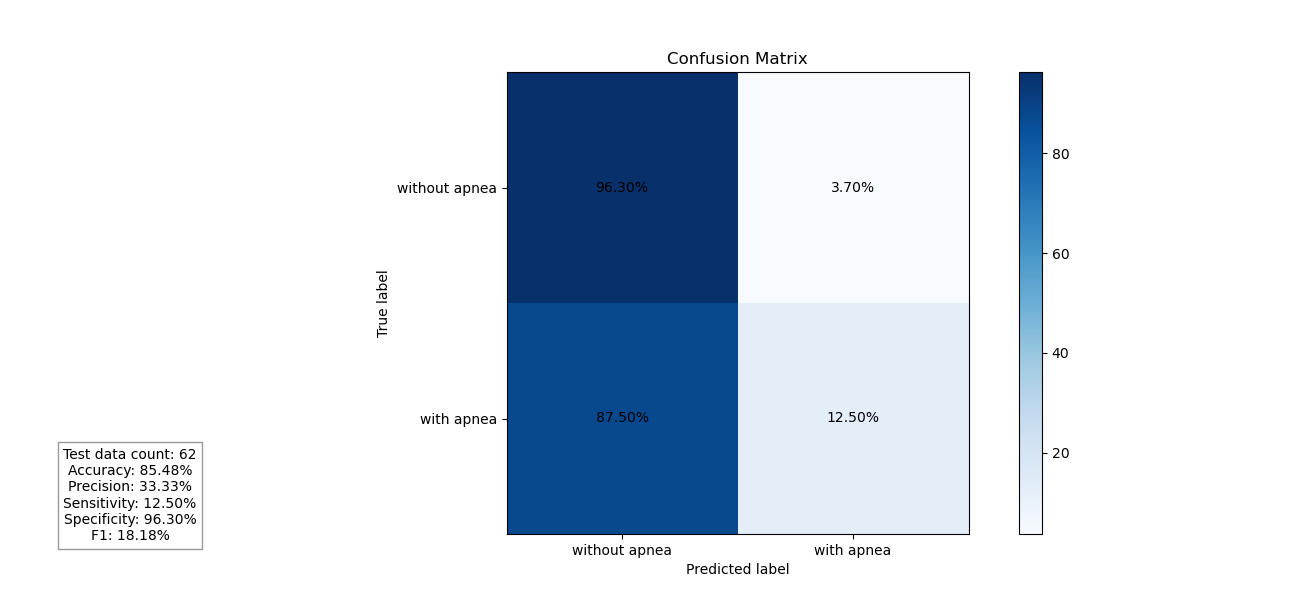 Confusion Matrix
without apnea
96.30%
3.70%
80
60
True label
40
with apnea
87.50%
12.50%
20
Test data count: 62
Accuracy: 85.48%
Precision: 33.33%
Sensitivity: 12.50%
Specificity: 96.30%
F1: 18.18%
without apnea
with apnea
Predicted label